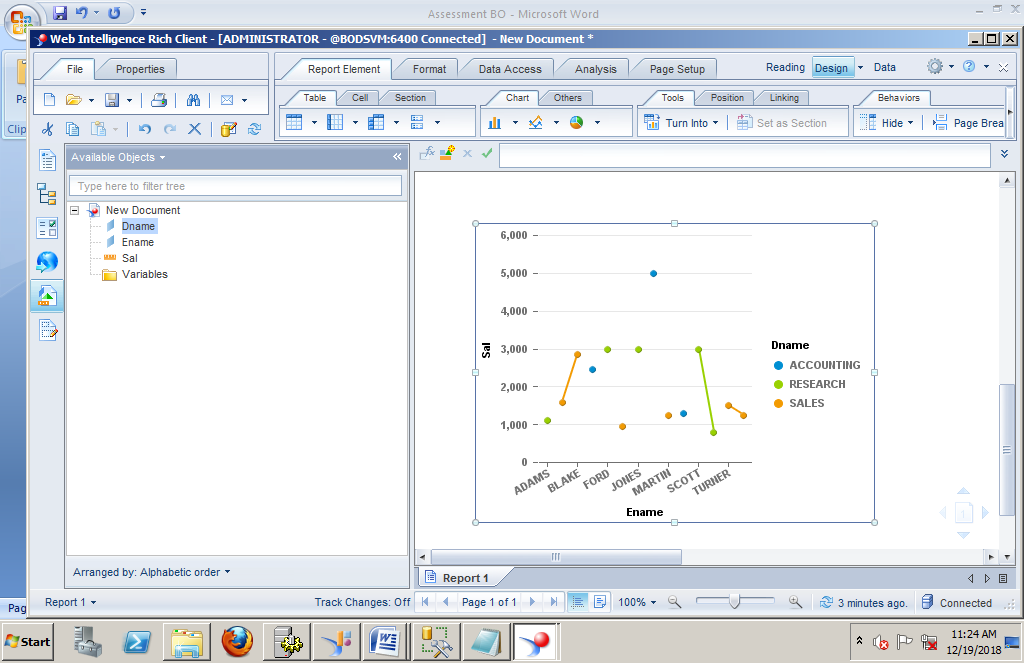 Assessment BO - Microsoft Word
Web Intelligence Rich Client - [ADMINISTRATOR - @BODSVM:6400 Connected] - New Document *
File Properties
Report Element Format Data Access Analysis Page Setup
Reading Design Data
Table Cell Section
Chart Others
Tools Position Linking
Behaviors
Turn Into Set as Section
Hide Page Brea
Pa
Clip
Available Objects
Type here to filter tree
New Document
Dname
Ename
Sal
Variables
6,000
5,000
4,000
3,000
2,000
1,000
0
Sal
ADAMS BLAKE FORD JONES MARTIN SCOTT TURNER
Ename
Dname
ACCOUNTING
RESEARCH
SALES
1
Arranged by: Alphabetic order
Report 1
Pag
Report 1 Track Changes: Off Page 1 of 1 100% 3 minutes ago. Connected
Start
11:24 AM
12/19/2018